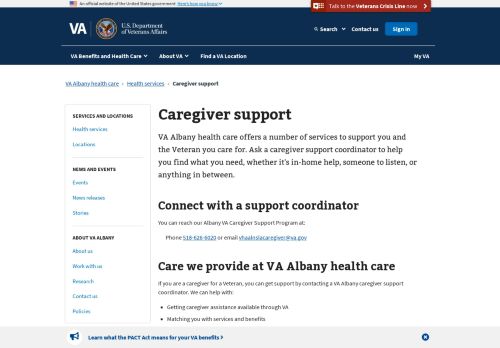 An official website of the United States government Here's how you know
Talk to the Veterans Crisis Line now
VA
U.S. Department
of Veterans Affairs
Search
Contact us
Sign in
VA Benefits and Health Care
About VA
Find a VA Location
My VA
VA Albany health care › Health services › Caregiver support
SERVICES AND LOCATIONS
Health services
Locations
NEWS AND EVENTS
Events
News releases
Stories
ABOUT VA ALBANY
About us
Work with us
Research
Contact us
Policies
Caregiver support
VA Albany health care offers a number of services to support you and
the Veteran you care for. Ask a caregiver support coordinator to help
you find what you need, whether it's in-home help, someone to listen, or
anything in between.
Connect with a support coordinator
You can reach our Albany VA Caregiver Support Program at:
Phone 518-626-6020 or email vhaalnslacaregiver@va.gov
Care we provide at VA Albany health care
If you are a caregiver for a Veteran, you can get support by contacting a VA Albany caregiver support
coordinator. We can help with:
• Getting caregiver assistance available through VA
• Matching you with services and benefits
Learn what the PACT Act means for your VA benefits